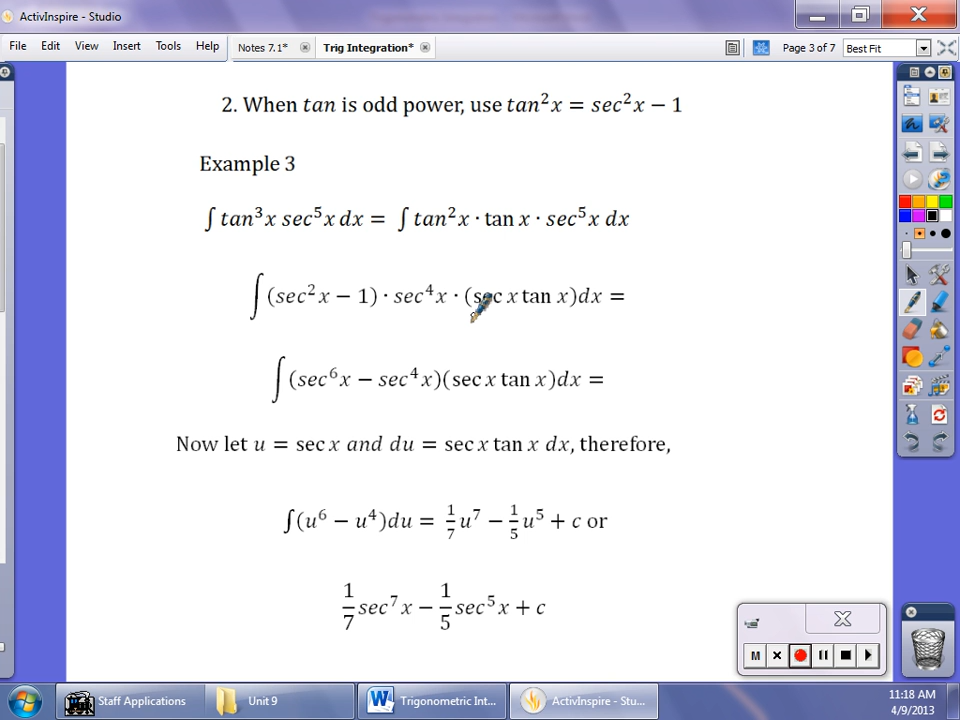 ActivInspire - Studio
File Edit View Insert Tools Help Notes 7.1* Trig Integration* Page 3 of 7 Best Fit
2. When tan is odd power, use tan²x = sec²x − 1
Example 3
∫ tan³x sec⁵x dx = ∫ tan²x · tan x · sec⁵x dx
∫ (sec²x − 1) · sec⁴x · (sec x tan x)dx =
∫ (sec⁶x − sec⁴x)(sec x tan x)dx =
Now let u = sec x and du = sec x tan x dx, therefore,
∫(u⁶ − u⁴)du = 1/7 u⁷ − 1/5 u⁵ + c or
1/7 sec⁷x − 1/5 sec⁵x + c
M
Staff Applications Unit 9 Trigonometric Int... ActivInspire - Stu... 11:18 AM
4/9/2013